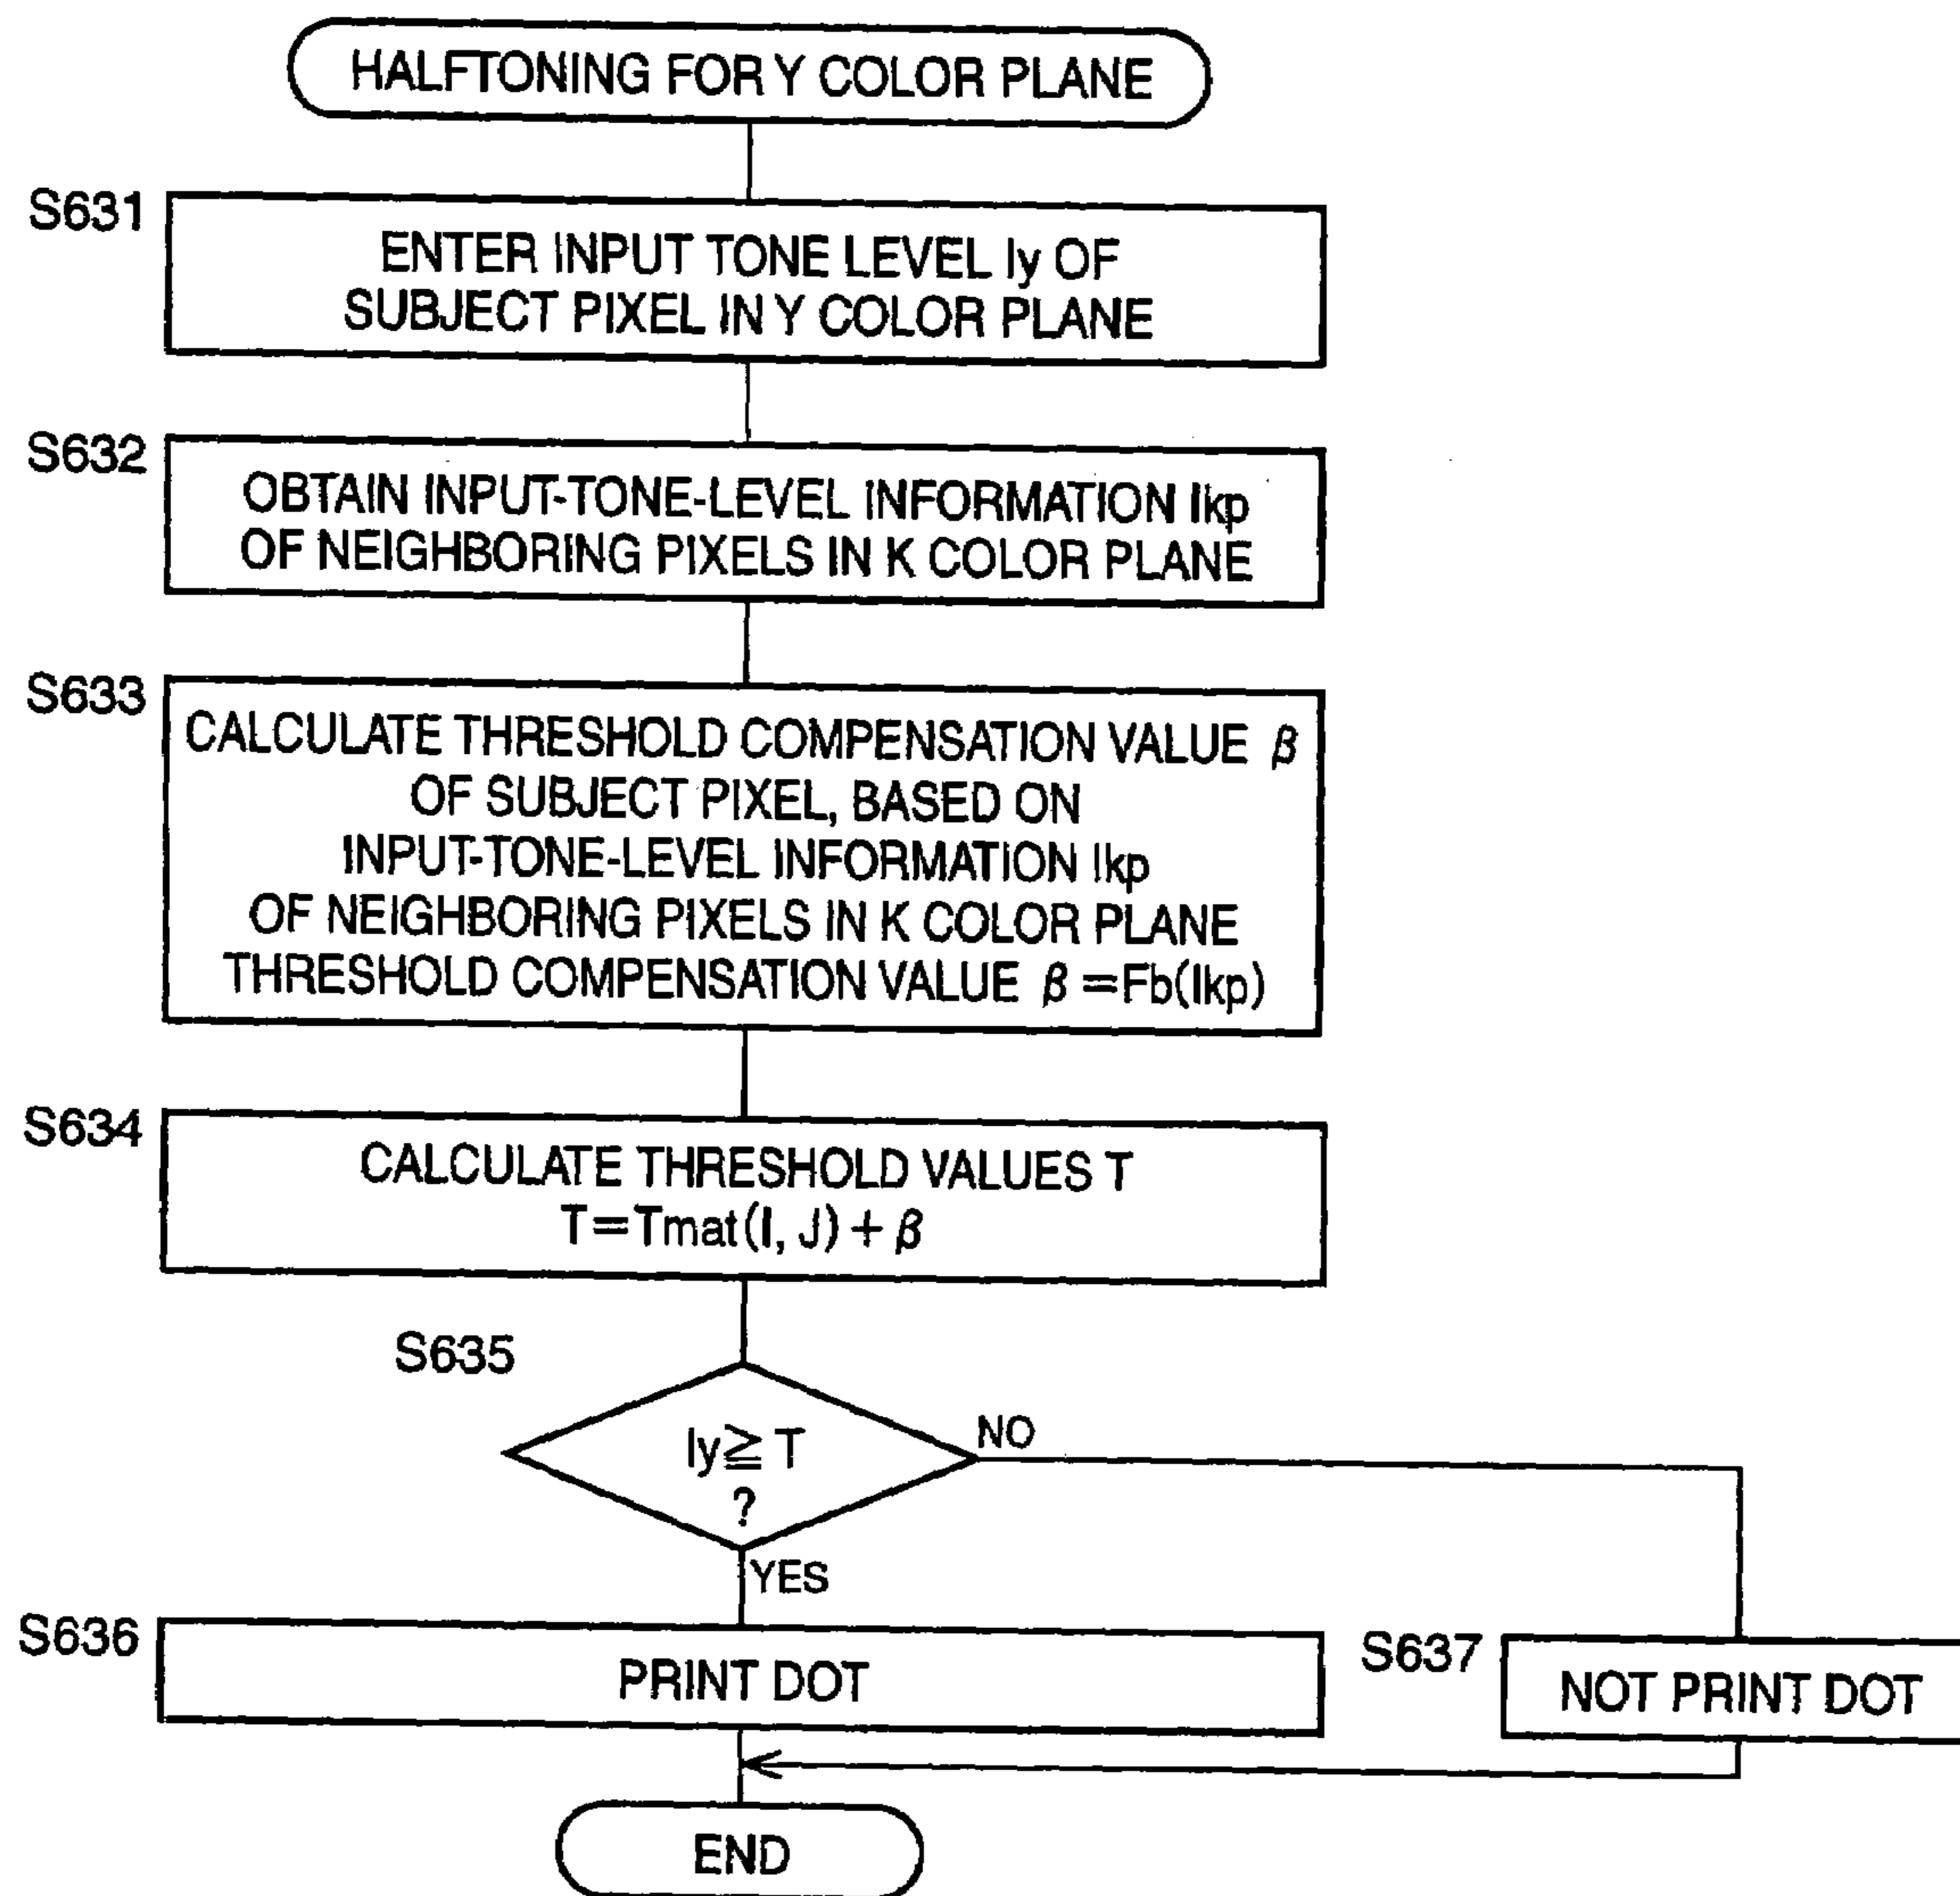 HALFTONING FOR Y COLOR PLANE
S631
ENTER INPUT TONE LEVEL Iy OF
SUBJECT PIXEL IN Y COLOR PLANE
S632
OBTAIN INPUT-TONE-LEVEL INFORMATION Ikp
OF NEIGHBORING PIXELS IN K COLOR PLANE
S633
CALCULATE THRESHOLD COMPENSATION VALUE β
OF SUBJECT PIXEL, BASED ON
INPUT-TONE-LEVEL INFORMATION Ikp
OF NEIGHBORING PIXELS IN K COLOR PLANE
THRESHOLD COMPENSATION VALUE β =Fb(Ikp)
S634
CALCULATE THRESHOLD VALUES T
T=Tmat(I, J)+β
S635
Iy≧T
?
NO
YES
S636
PRINT DOT
S637
NOT PRINT DOT
END